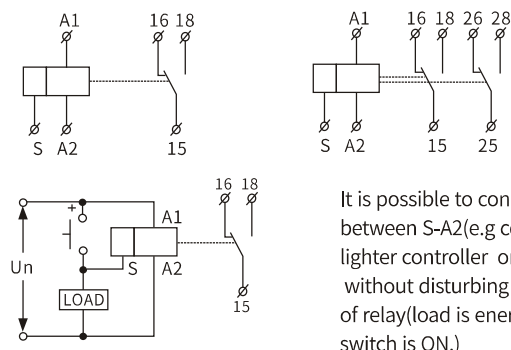 A1 16 18
S A2 15
A1 16 18 26 28
S A2 15 25
16 18
+ A1
Un S A2
LOAD
15
It is possible to con
between S-A2(e.g
lighter controller
without disturbing
of relay(load is ener
switch is ON.)